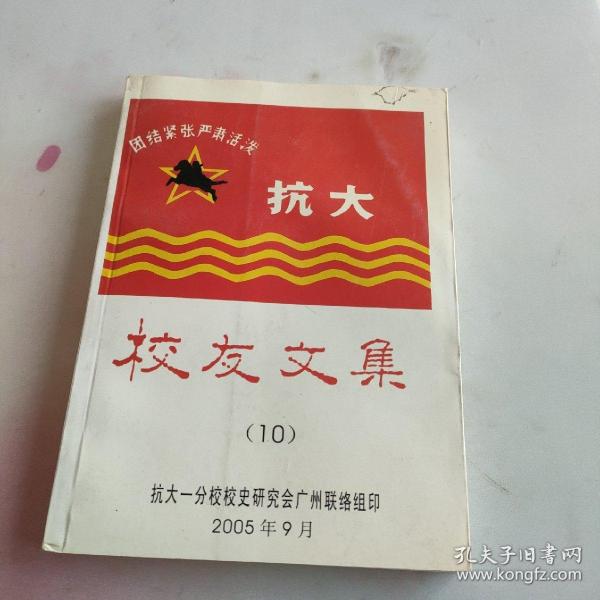 团结紧张严肃活泼
抗大
校友文集
（10）
抗大一分校校史研究会广州联络组印
2005年9月
孔夫子旧书网
www.kongfz.com